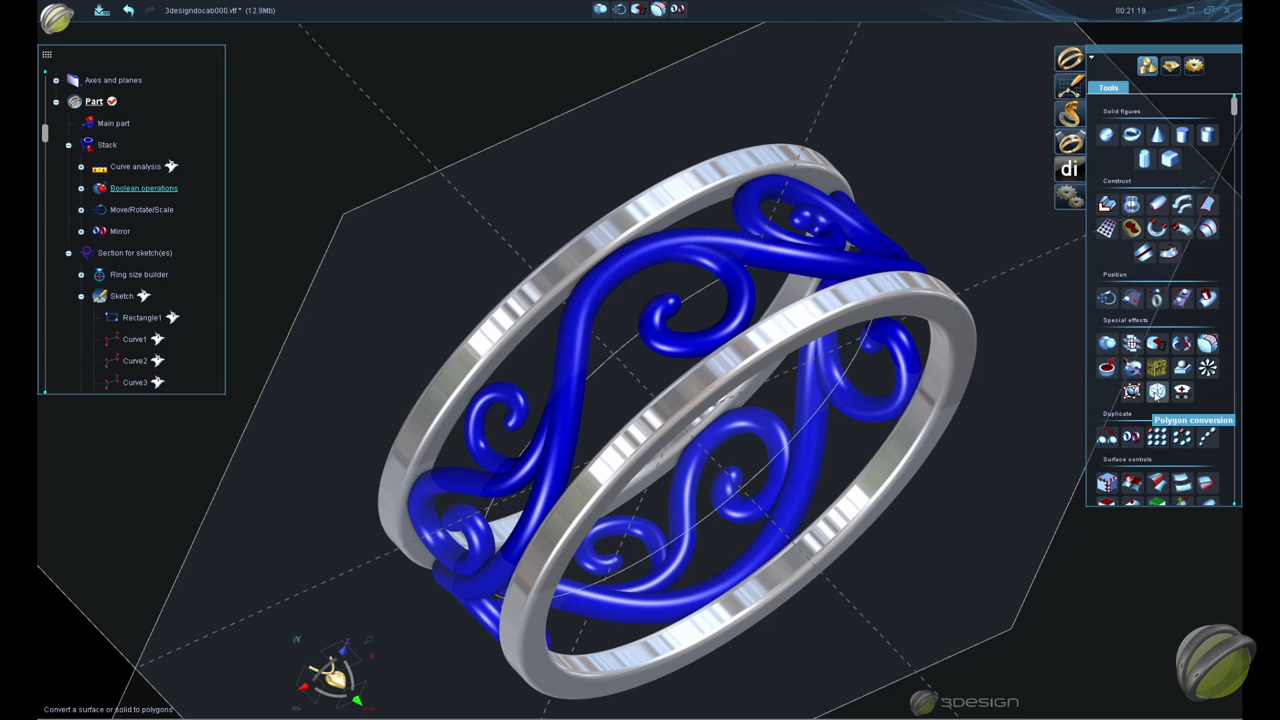 3designdocab000.vtf* (12.9Mb)
00:21:19
Axes and planes
Part
Main part
Stack
Curve analysis
Boolean operations
Move/Rotate/Scale
Mirror
Section for sketch(es)
Ring size builder
Sketch
Rectangle1
Curve1
Curve2
Curve3
di
Tools
Solid figures
Construct
Position
Special effects
Polygon conversion
Duplicate
Surface controls
Y
Z
X
Convert a surface or solid to polygons
3DESIGN